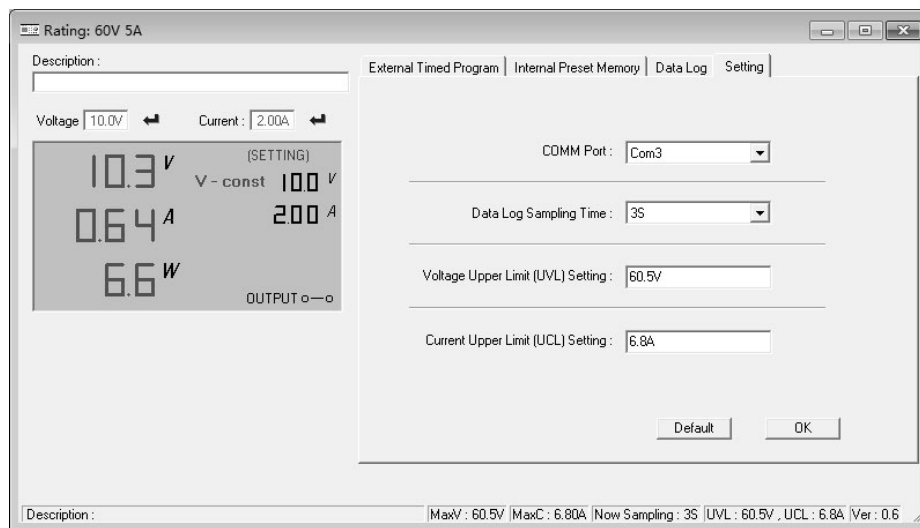 Rating: 60V 5A
Description :
Voltage 10.0V Current : 2.00A
10.3 V (SETTING)
V - const 10.0 V
0.64 A 2.00 A
6.6 W
OUTPUT o—o
External Timed Program Internal Preset Memory Data Log Setting
COMM Port : Com3
Data Log Sampling Time : 3S
Voltage Upper Limit (UVL) Setting : 60.5V
Current Upper Limit (UCL) Setting : 6.8A
Default OK
Description : MaxV : 60.5V MaxC : 6.80A Now Sampling : 3S UVL : 60.5V , UCL : 6.8A Ver : 0.6